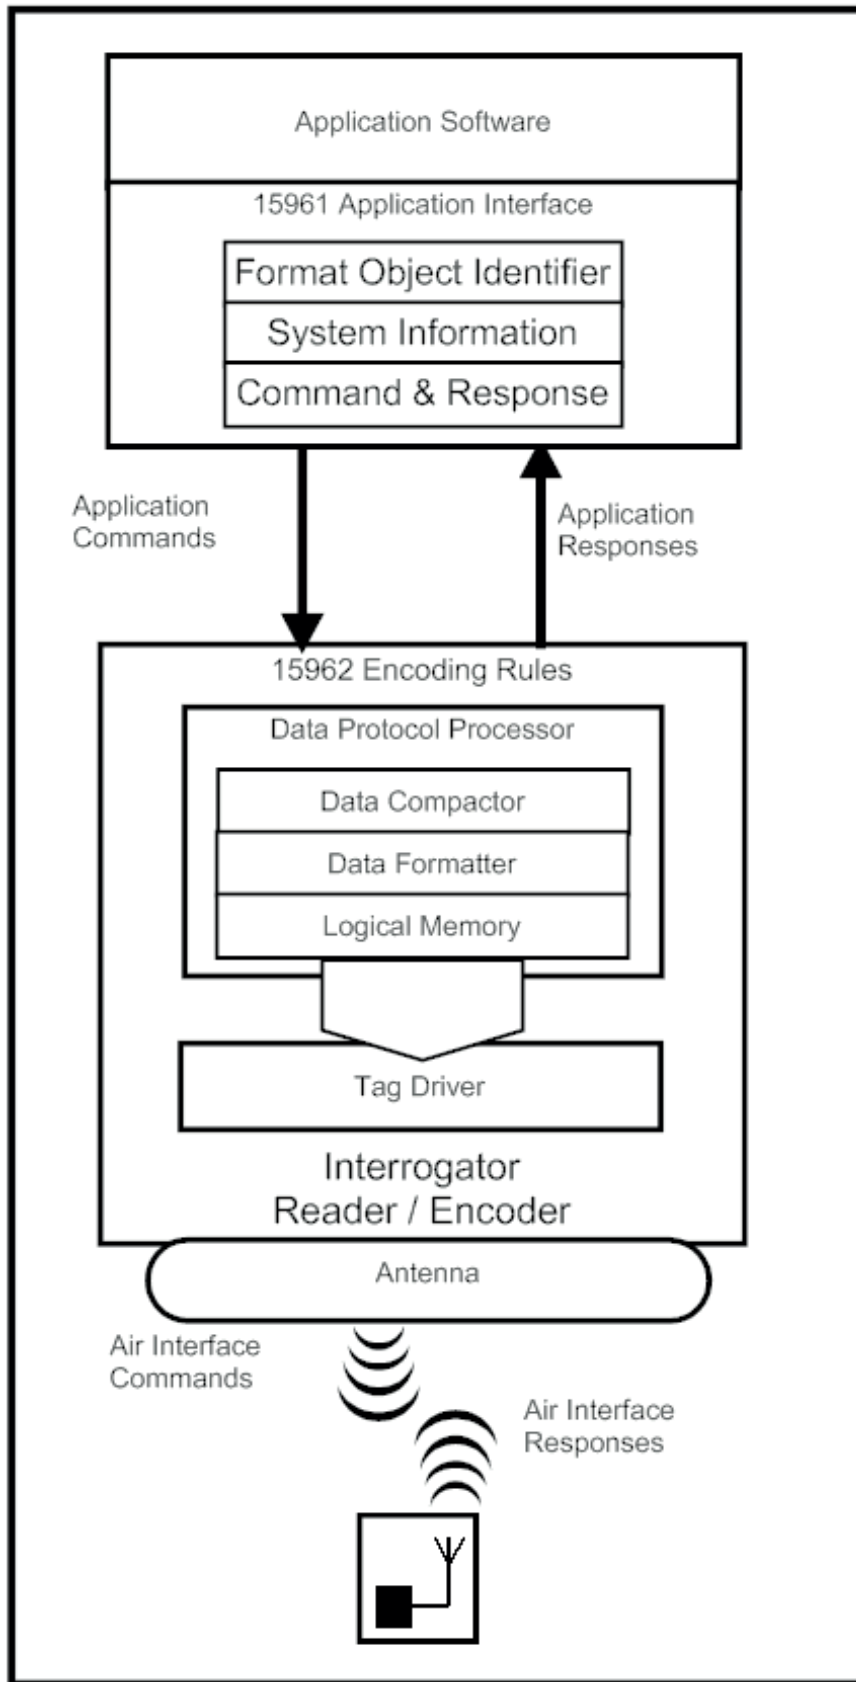 Application Software
15961 Application Interface
Format Object Identifier
System Information
Command & Response
Application
Commands
Application
Responses
15962 Encoding Rules
Data Protocol Processor
Data Compactor
Data Formatter
Logical Memory
Tag Driver
Interrogator
Reader / Encoder
Antenna
Air Interface
Commands
Air Interface
Responses